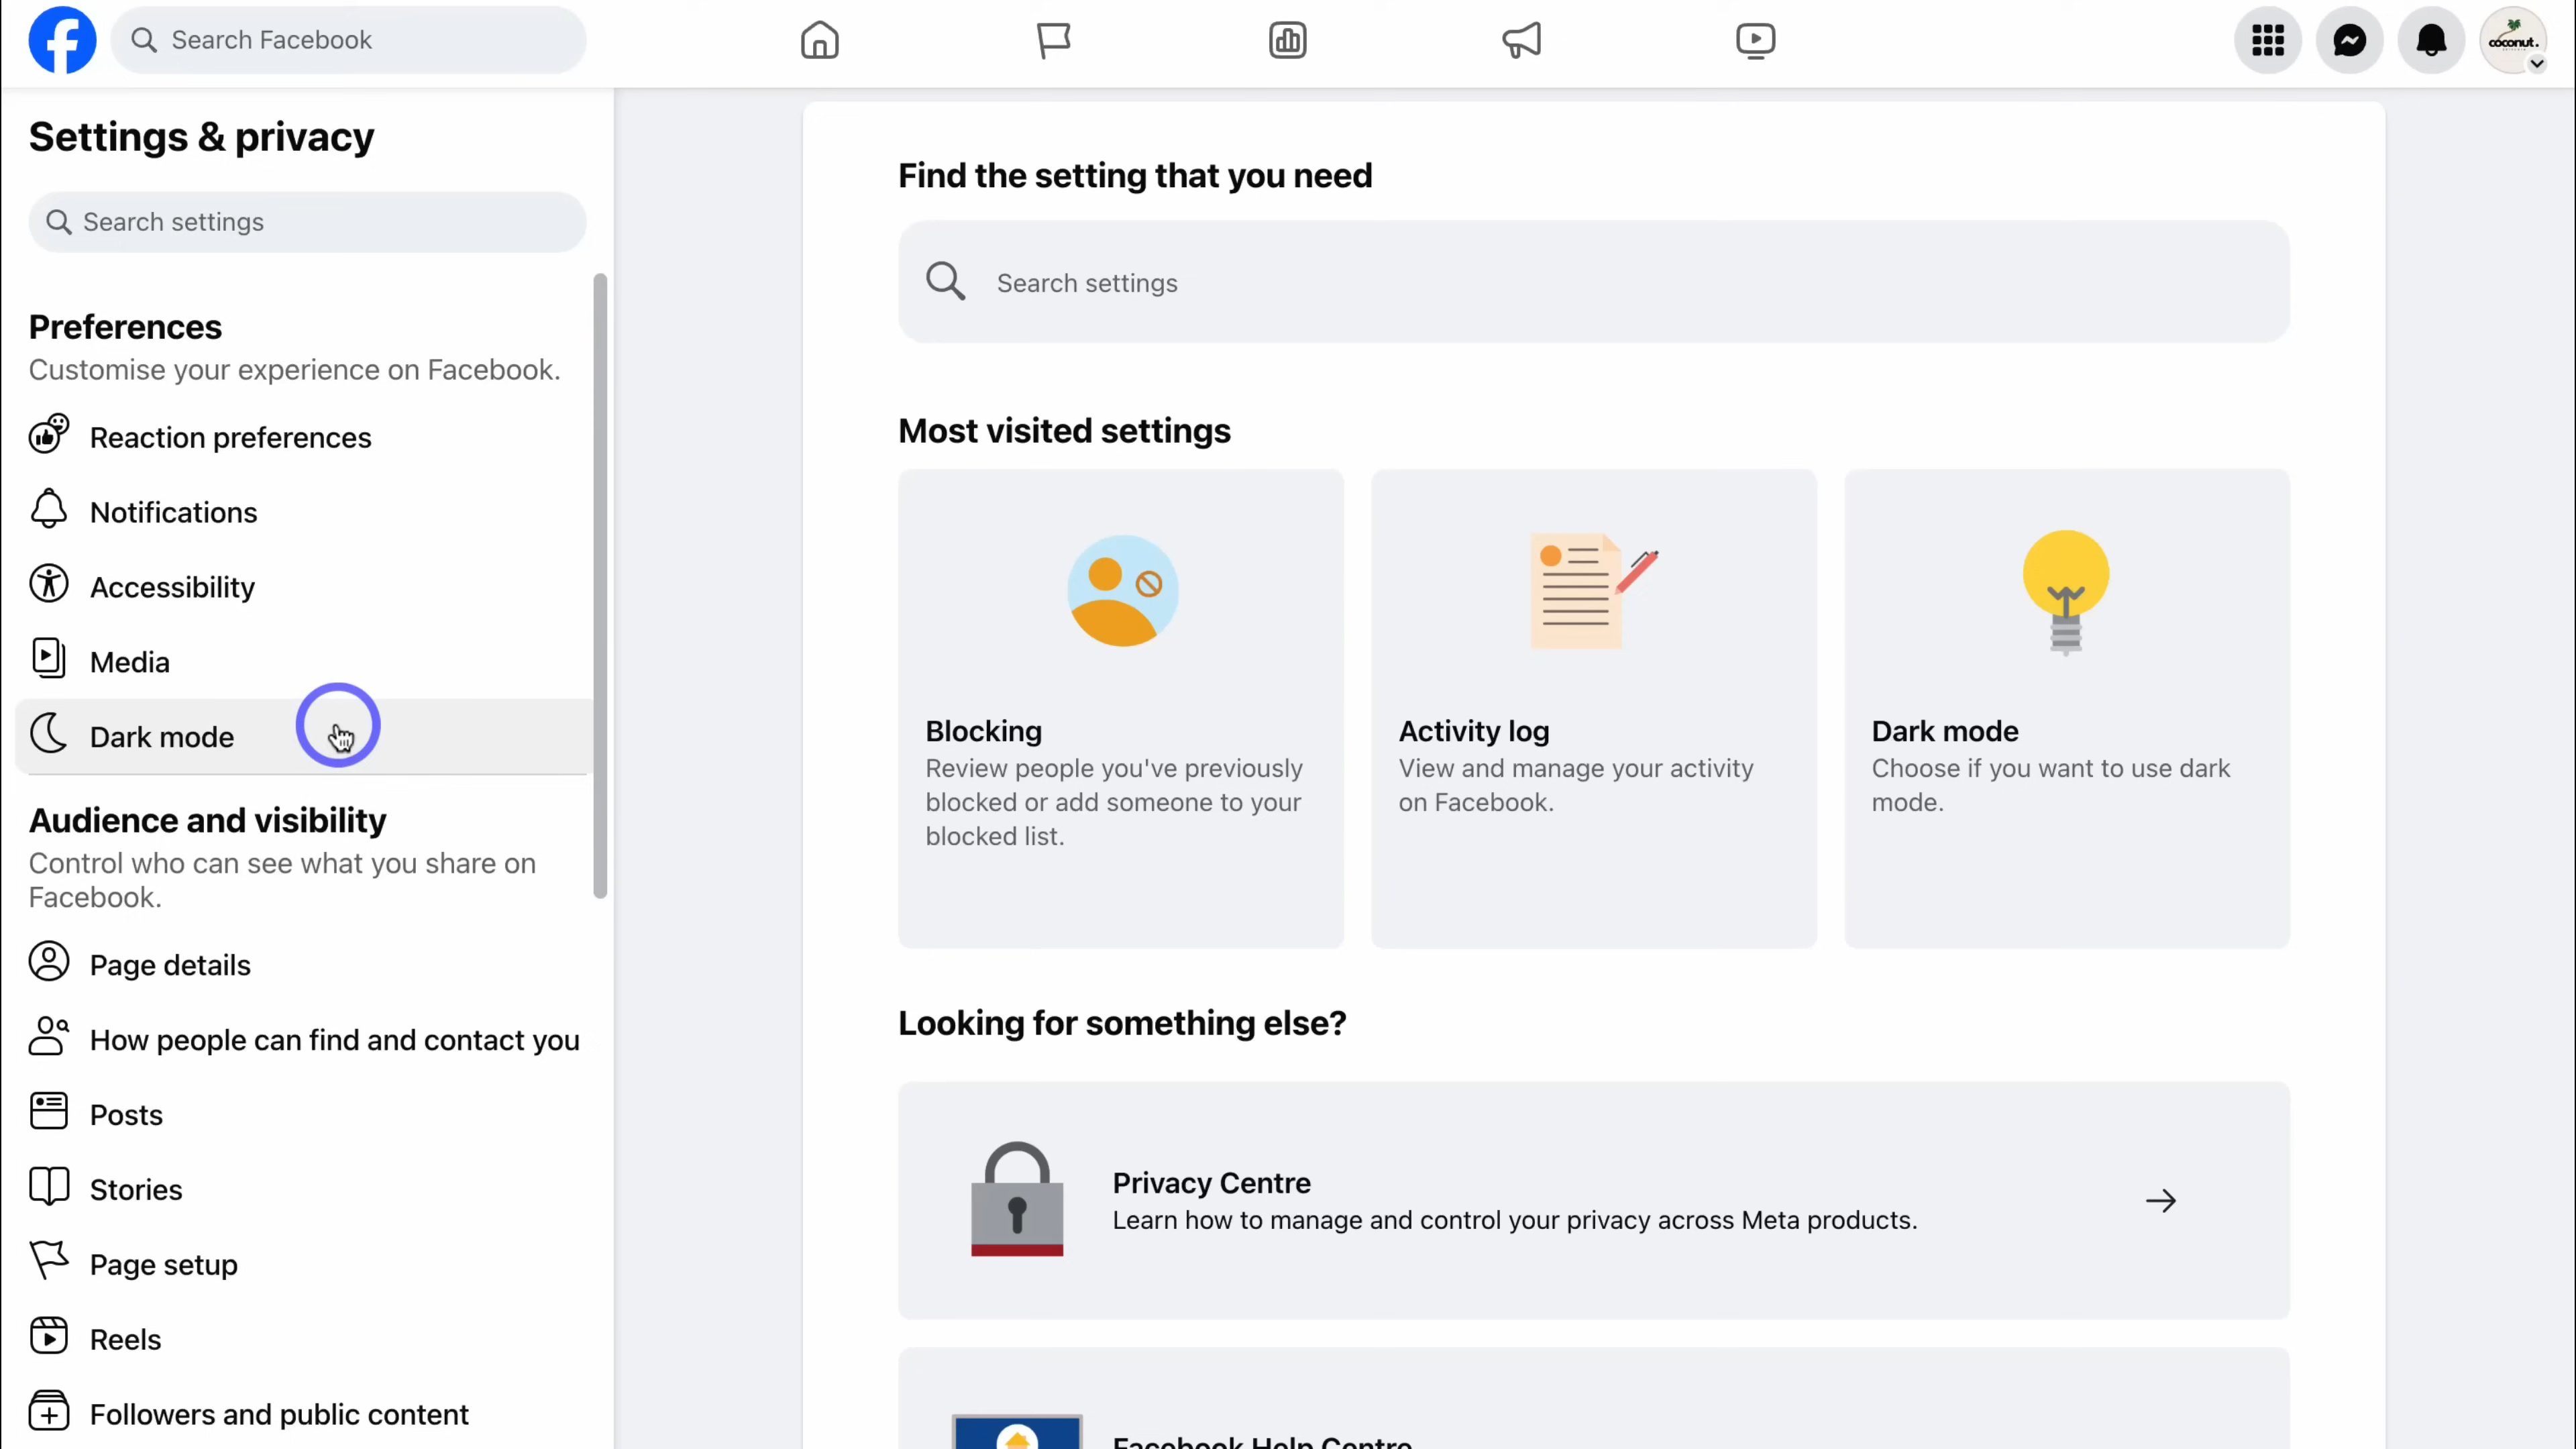 Search Facebook
coconut.
Settings & privacy
Search settings
Preferences
Customise your experience on Facebook.
Reaction preferences
Notifications
Accessibility
Media
Dark mode
Audience and visibility
Control who can see what you share on
Facebook.
Page details
How people can find and contact you
Posts
Stories
Page setup
Reels
Followers and public content
Find the setting that you need
Search settings
Most visited settings
Blocking
Review people you've previously
blocked or add someone to your
blocked list.
Activity log
View and manage your activity
on Facebook.
Dark mode
Choose if you want to use dark
mode.
Looking for something else?
Privacy Centre
Learn how to manage and control your privacy across Meta products.
Facebook Help Centre